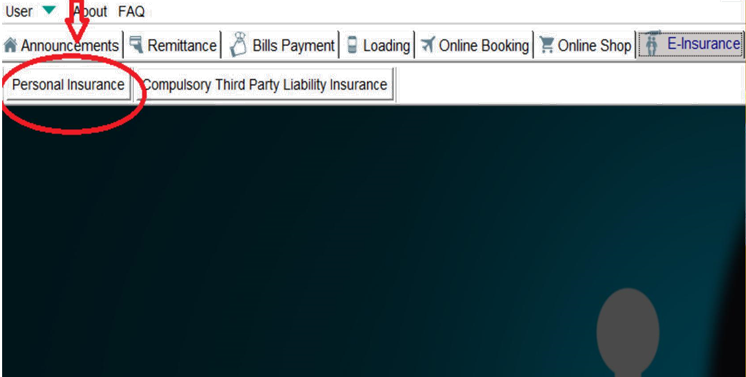 User About FAQ
Announcements Remittance Bills Payment Loading Online Booking Online Shop E-Insurance
Personal Insurance Compulsory Third Party Liability Insurance